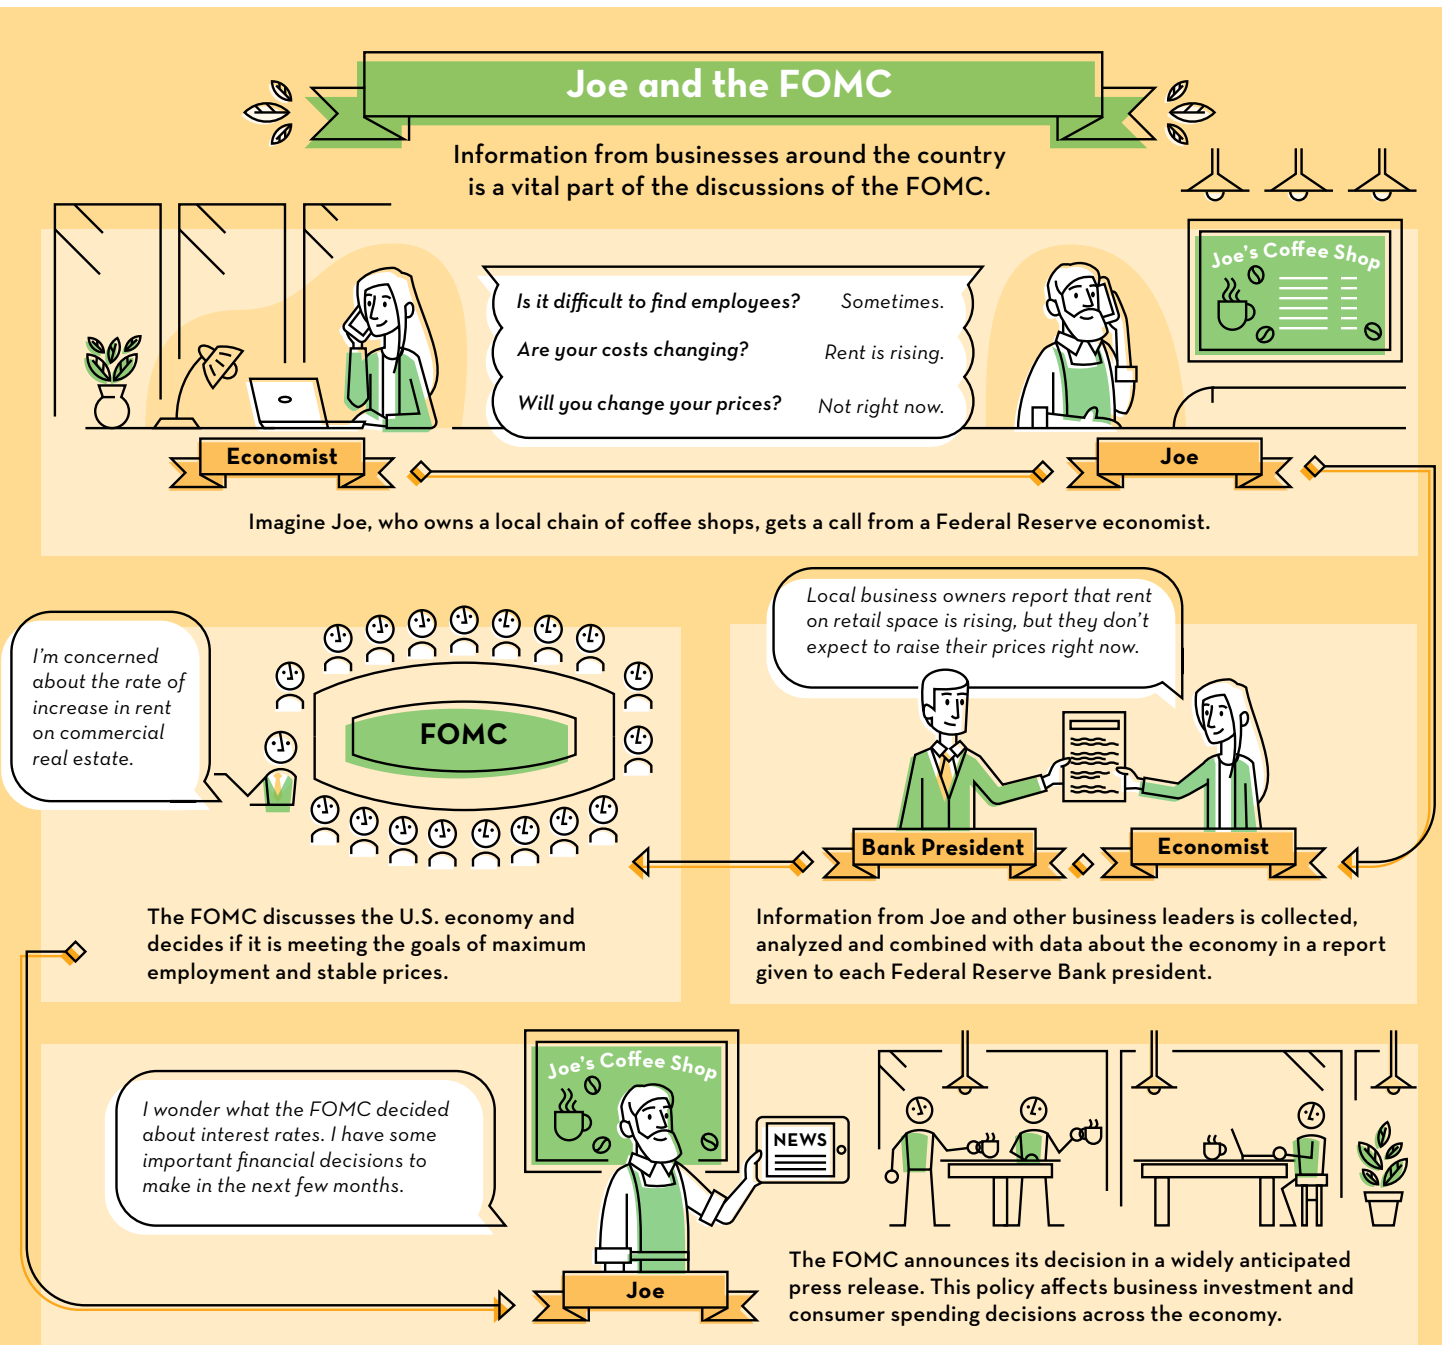 Joe and the FOMC
Information from businesses around the country
is a vital part of the discussions of the FOMC.
Joe's Coffee Shop
Is it difficult to find employees? Sometimes.
Are your costs changing? Rent is rising.
Will you change your prices? Not right now.
Economist
Joe
Imagine Joe, who owns a local chain of coffee shops, gets a call from a Federal Reserve economist.
Local business owners report that rent
on retail space is rising, but they don't
expect to raise their prices right now.
Bank President
Economist
Information from Joe and other business leaders is collected,
analyzed and combined with data about the economy in a report
given to each Federal Reserve Bank president.
I'm concerned
about the rate of
increase in rent
on commercial
real estate.
FOMC
The FOMC discusses the U.S. economy and
decides if it is meeting the goals of maximum
employment and stable prices.
I wonder what the FOMC decided
about interest rates. I have some
important financial decisions to
make in the next few months.
Joe's Coffee Shop
NEWS
Joe
The FOMC announces its decision in a widely anticipated
press release. This policy affects business investment and
consumer spending decisions across the economy.